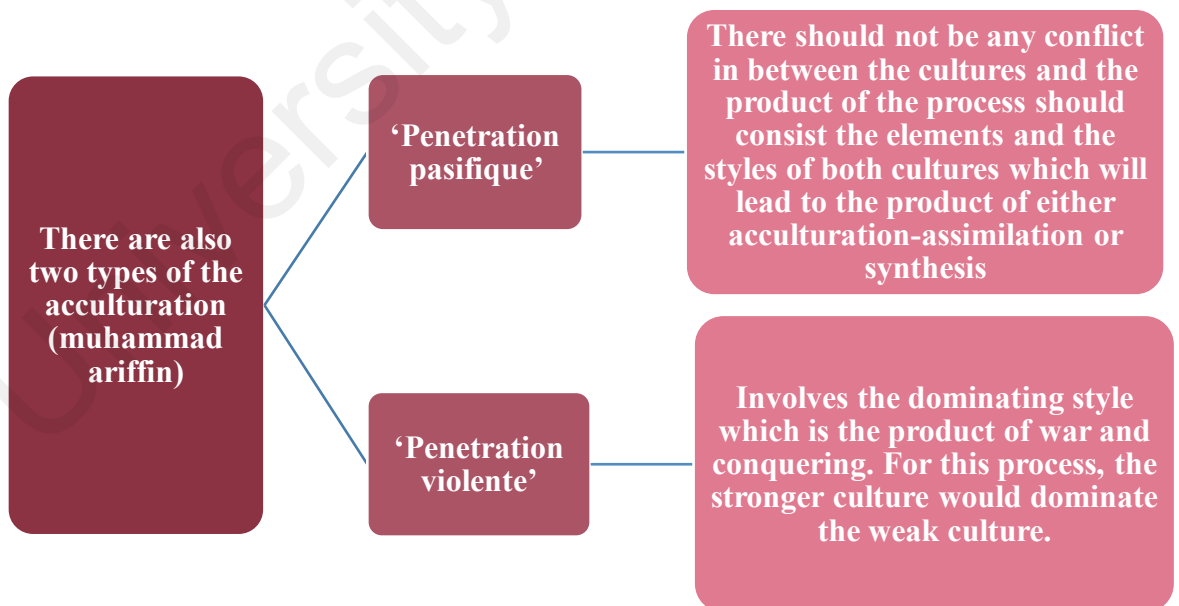 There are also
two types of the
acculturation
(muhammad
ariffin)
‘Penetration
pasifique’
There should not be any conflict
in between the cultures and the
product of the process should
consist the elements and the
styles of both cultures which will
lead to the product of either
acculturation-assimilation or
synthesis
‘Penetration
violente’
Involves the dominating style
which is the product of war and
conquering. For this process, the
stronger culture would dominate
the weak culture.
University